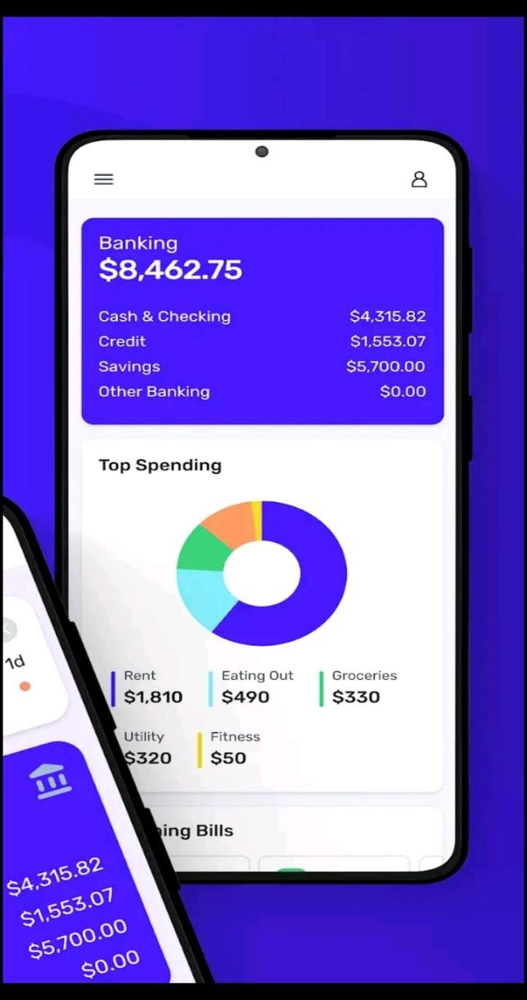 Banking
$8,462.75
Cash & Checking $4,315.82
Credit $1,553.07
Savings $5,700.00
Other Banking $0.00
Top Spending
Rent Eating Out Groceries
$1,810 $490 $330
Utility Fitness
$320 $50
ing Bills
1d
$4,315.82
$1,553.07
$5,700.00
$0.00